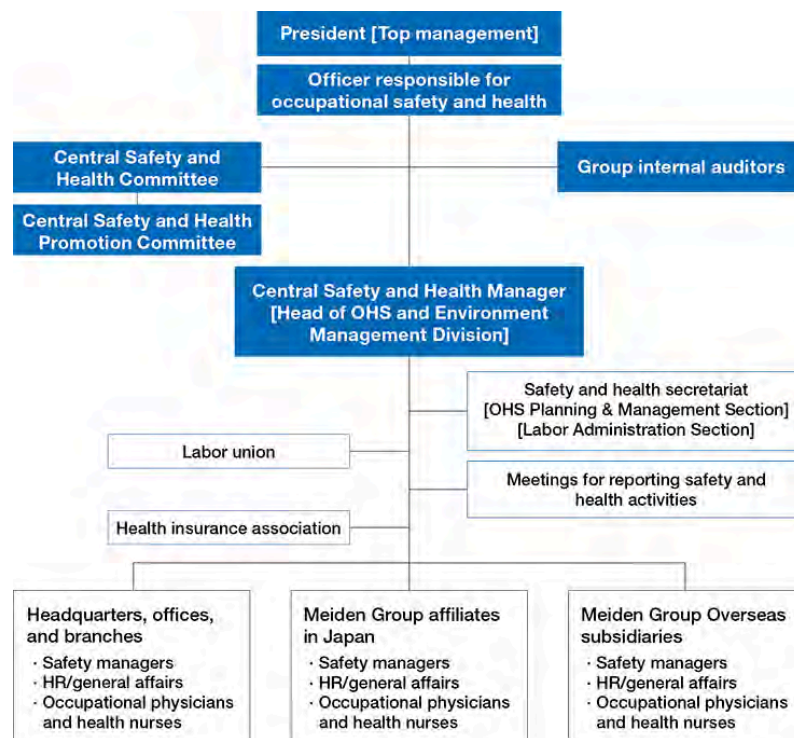 President [Top management]
Officer responsible for
occupational safety and health
Central Safety and
Health Committee
Group internal auditors
Central Safety and Health
Promotion Committee
Central Safety and Health Manager
[Head of OHS and Environment
Management Division]
Safety and health secretariat
[OHS Planning & Management Section]
[Labor Administration Section]
Labor union
Meetings for reporting safety and
health activities
Health insurance association
Headquarters, offices,
and branches
· Safety managers
· HR/general affairs
· Occupational physicians
and health nurses
Meiden Group affiliates
in Japan
· Safety managers
· HR/general affairs
· Occupational physicians
and health nurses
Meiden Group Overseas
subsidiaries
· Safety managers
· HR/general affairs
· Occupational physicians
and health nurses